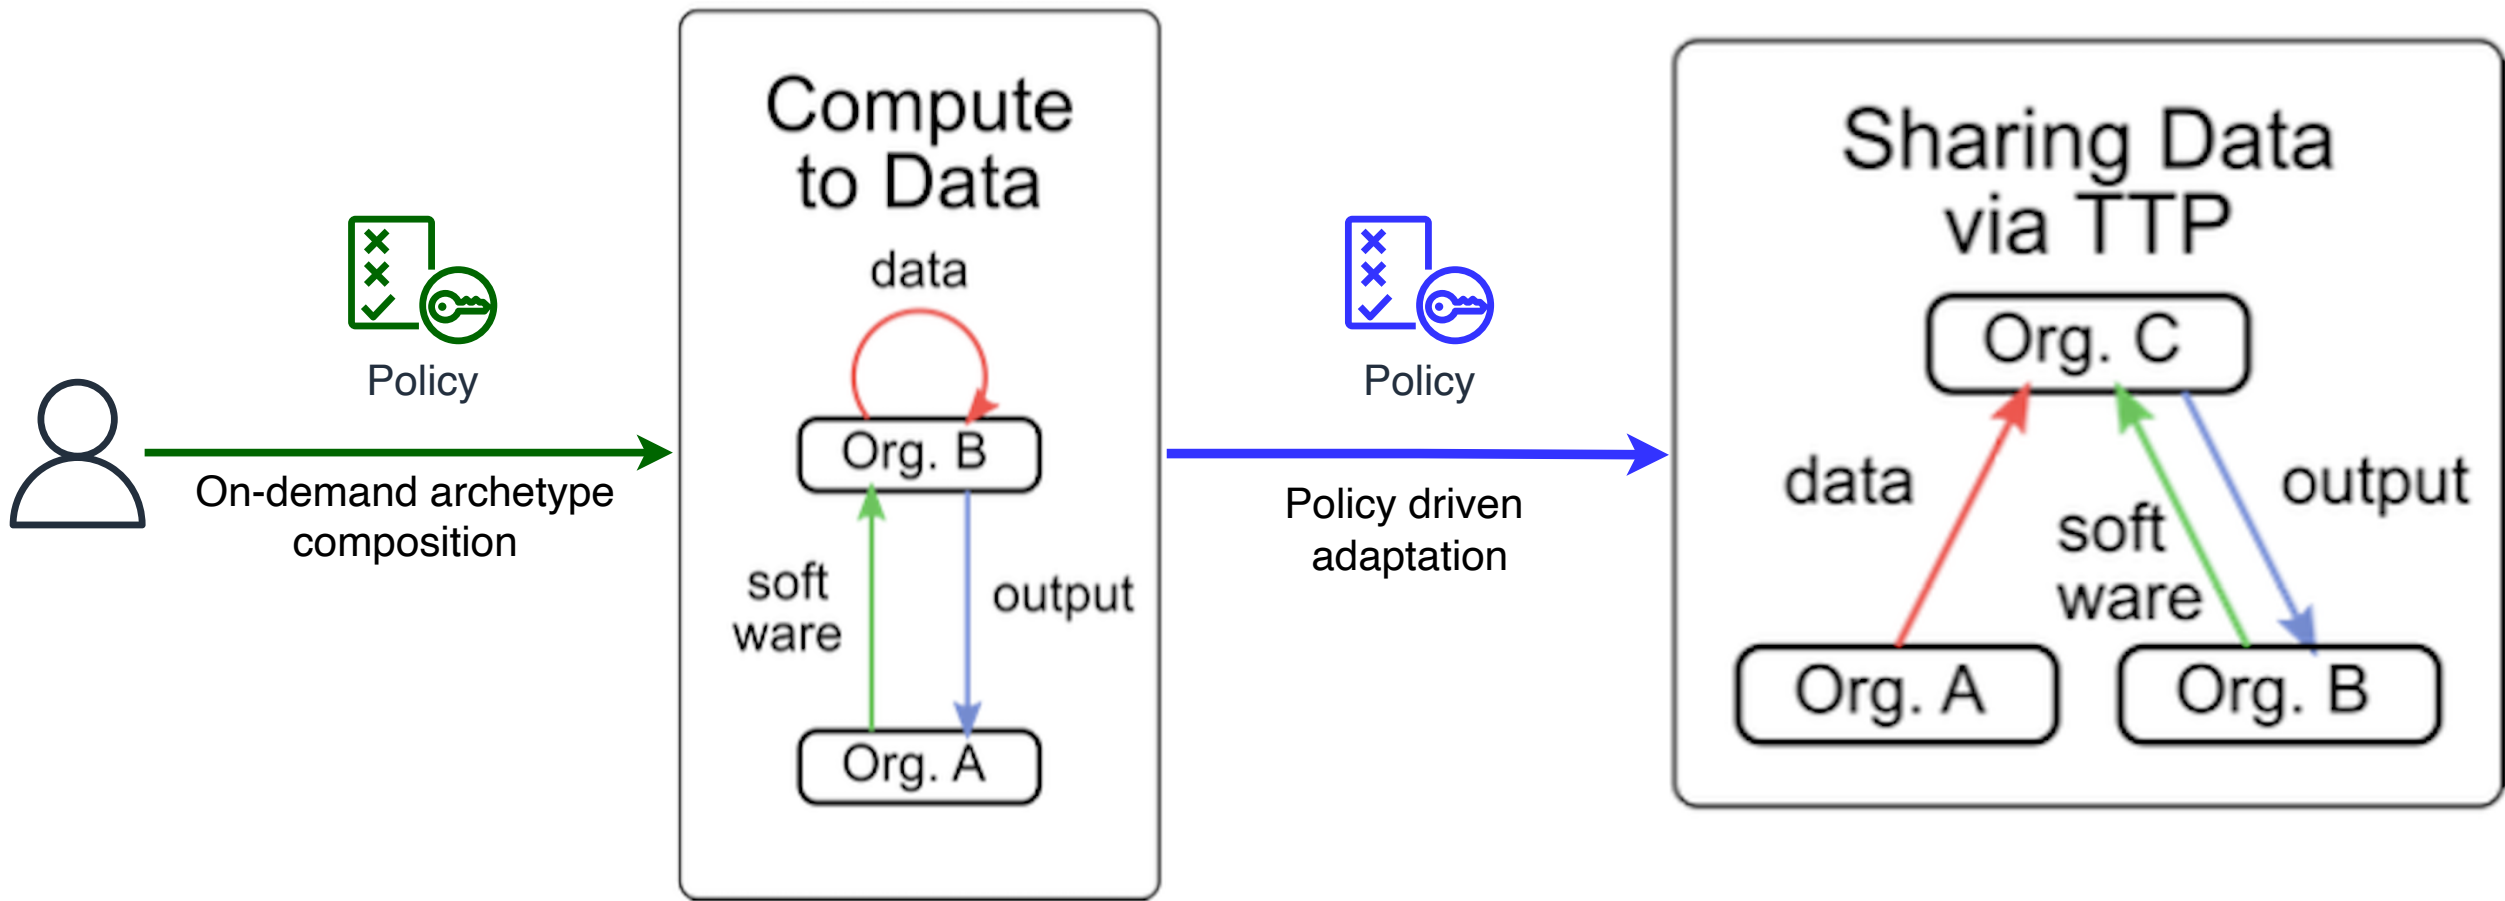 Policy
On-demand archetype
composition
Compute
to Data
data
Org. B
soft
ware
output
Org. A
Policy
Policy driven
adaptation
Sharing Data
via TTP
Org. C
data
soft
ware
output
Org. A
Org. B